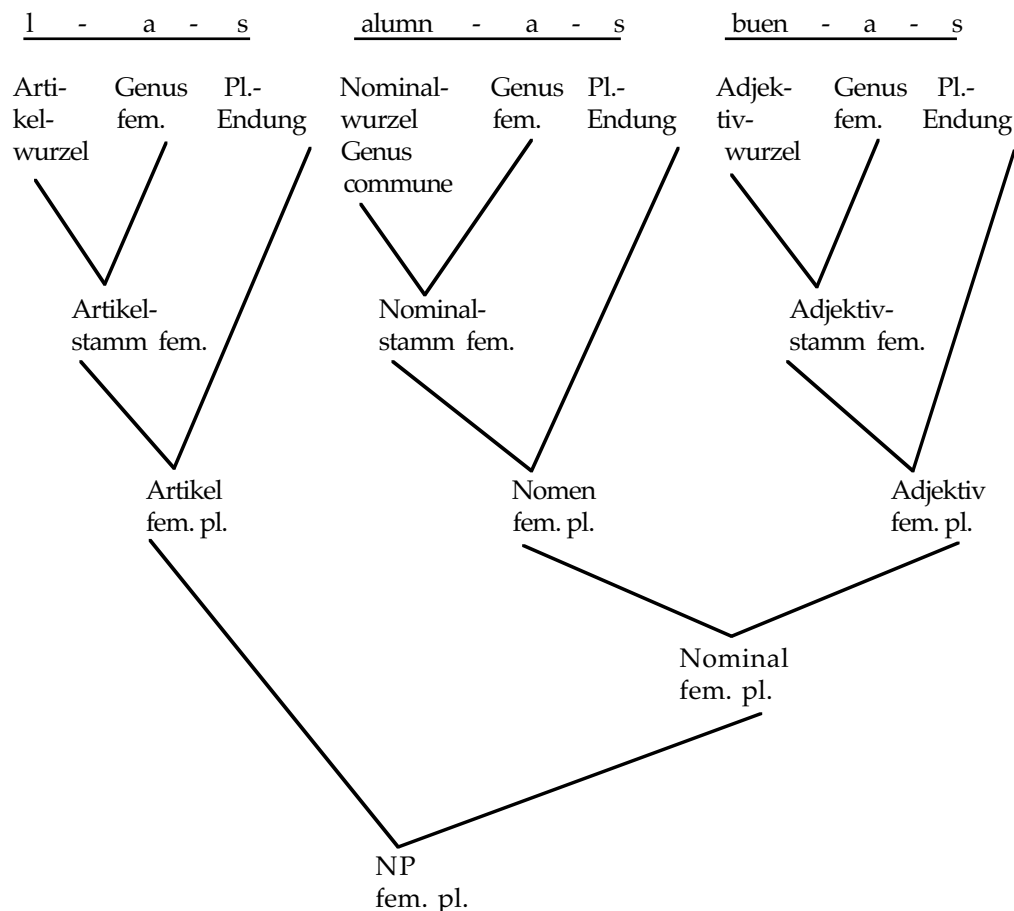 l - a - s
alumn - a - s
buen - a - s
Arti-
kel-
wurzel
Genus
fem.
Pl.-
Endung
Nominal-
wurzel
Genus
commune
Genus
fem.
Pl.-
Endung
Adjek-
tiv-
wurzel
Genus
fem.
Pl.-
Endung
Artikel-
stamm fem.
Nominal-
stamm fem.
Adjektiv-
stamm fem.
Artikel
fem. pl.
Nomen
fem. pl.
Adjektiv
fem. pl.
Nominal
fem. pl.
NP
fem. pl.